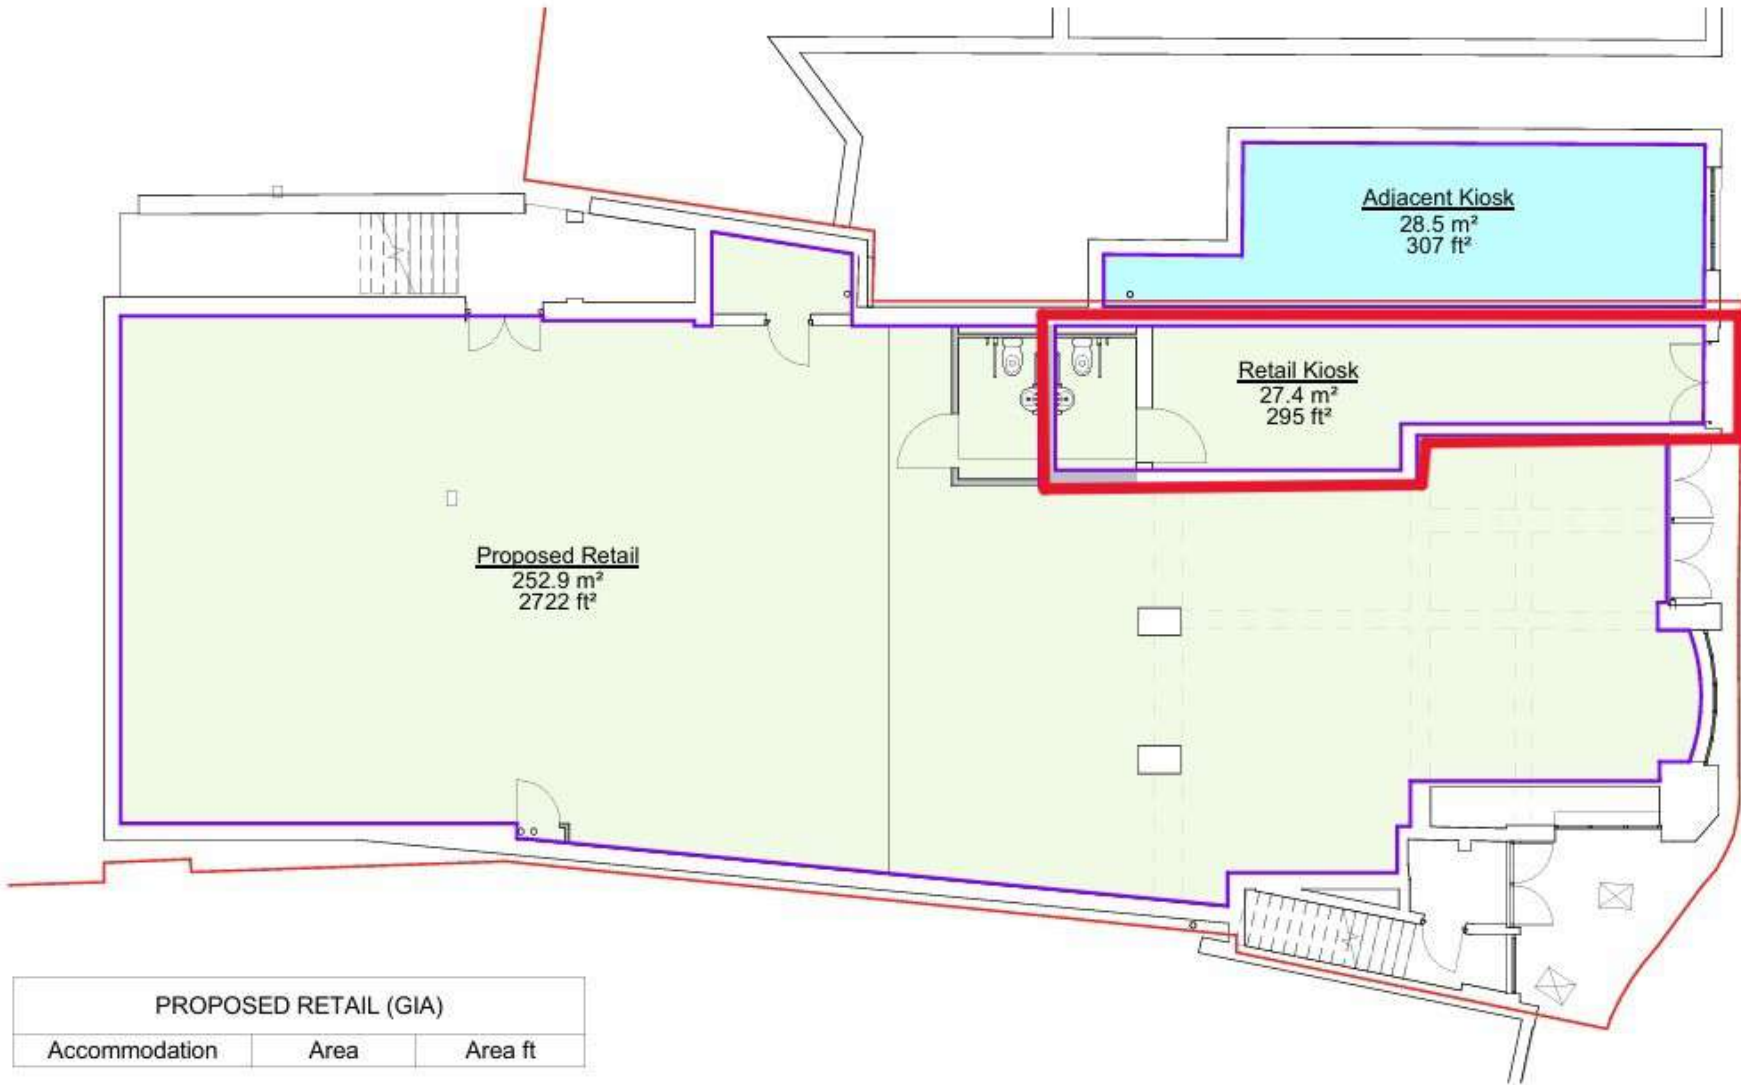 Adjacent Kiosk
28.5 m²
307 ft²
Retail Kiosk
27.4 m²
295 ft²
Proposed Retail
252.9 m²
2722 ft²
PROPOSED RETAIL (GIA)
Accommodation Area Area ft